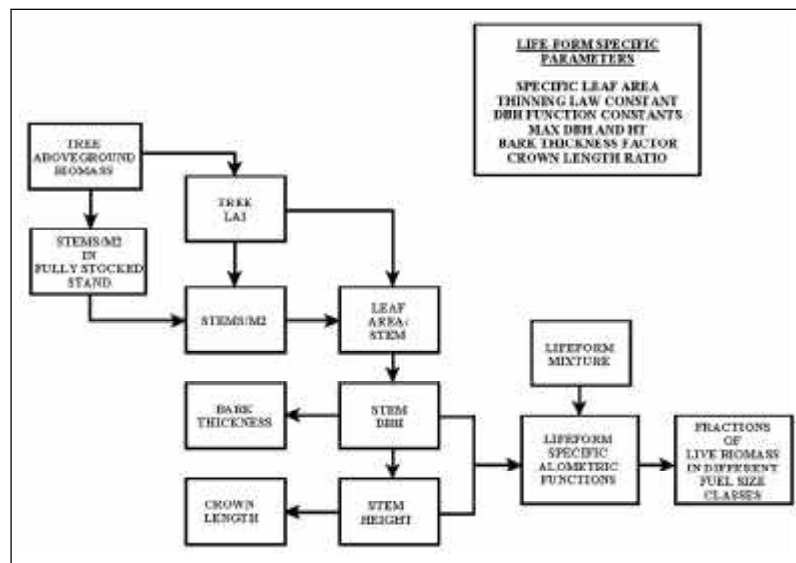 LIFE-FORM SPECIFIC
PARAMETERS
SPECIFIC LEAF AREA
THINNING LAW CONSTANT
DBH FUNCTION CONSTANTS
MAX DBH AND HT
BARK THICKNESS FACTOR
CROWN LENGTH RATIO
TREE
ABOVEGROUND
BIOMASS
TREE
LAI
STEMS/M2
IN
FULLY STOCKED
STAND
STEMS/M2
LEAF
AREA/
STEM
LIFEFORM
MIXTURE
BARK
THICKNESS
STEM
DBH
LIFEFORM
SPECIFIC
ALOMETRIC
FUNCTIONS
FRACTIONS
OF
LIVE BIOMASS
IN DIFFERENT
FUEL SIZE
CLASSES
CROWN
LENGTH
STEM
HEIGHT